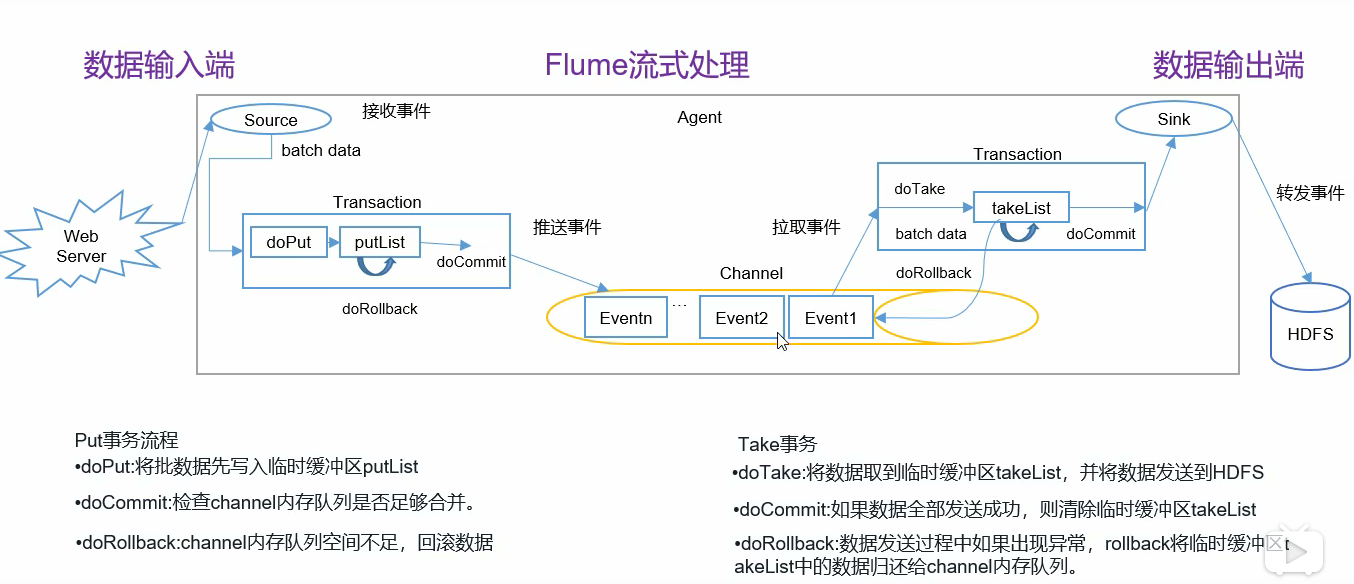 数据输入端
Flume流式处理
数据输出端
Source
接收事件
Agent
Sink
batch data
Transaction
Transaction
doTake
takeList
转发事件
Web
Server
doPut
putList
doCommit
推送事件
拉取事件
batch data
doCommit
doRollback
Channel
doRollback
Eventn
...
Event2
Event1
HDFS
Put事务流程
•doPut:将批数据先写入临时缓冲区putList
•doCommit:检查channel内存队列是否足够合并。
•doRollback:channel内存队列空间不足，回滚数据
Take事务
•doTake:将数据取到临时缓冲区takeList，并将数据发送到HDFS
•doCommit:如果数据全部发送成功，则清除临时缓冲区takeList
•doRollback:数据发送过程中如果出现异常，rollback将临时缓冲区t
akeList中的数据归还给channel内存队列。